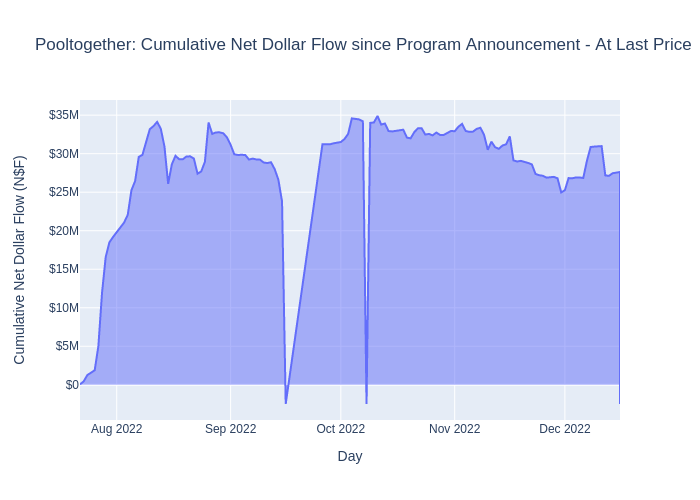 Pooltogether: Cumulative Net Dollar Flow since Program Announcement - At Last Price
Cumulative Net Dollar Flow (N$F)
$35M
$30M
$25M
$20M
$15M
$10M
$5M
$0
Aug 2022
Sep 2022
Oct 2022
Nov 2022
Dec 2022
Day